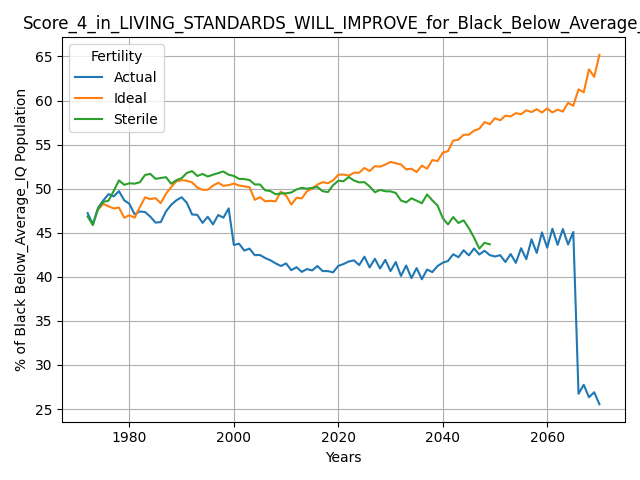 Score_4_in_LIVING_STANDARDS_WILL_IMPROVE_for_Black_Below_Average_
Fertility
Actual
Ideal
Sterile
% of Black Below_Average_IQ Population
65
60
55
50
45
40
35
30
25
1980
2000
2020
2040
2060
Years